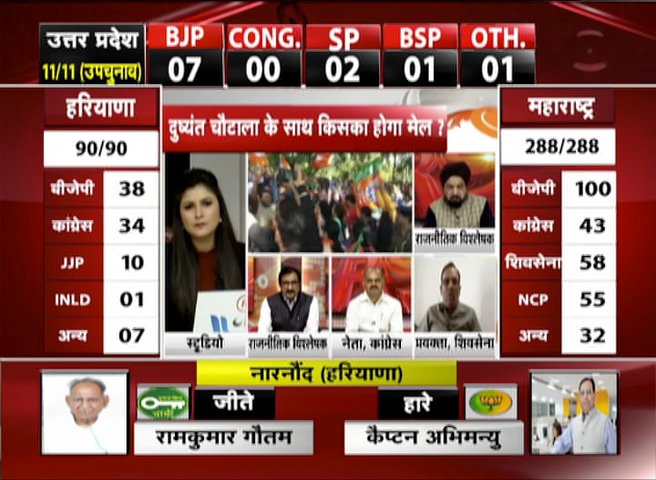 उत्तर प्रदेश BJP CONG. SP BSP OTH.
11/11 (उपचुनाव) 07 00 02 01 01
हरियाणा
90/90
बीजेपी 38
कांग्रेस 34
JJP 10
INLD 01
अन्य 07
दुष्यंत चौटाला के साथ किसका होगा मेल ?
राजनीतिक विश्लेषक
स्टूडियो
राजनीतिक विश्लेषक
नेता, कांग्रेस
प्रवक्ता, शिवसेना
महाराष्ट्र
288/288
बीजेपी 100
कांग्रेस 43
शिवसेना 58
NCP 55
अन्य 32
नारनौंद (हरियाणा)
जीते
रामकुमार गौतम
हारे
कैप्टन अभिमन्यु